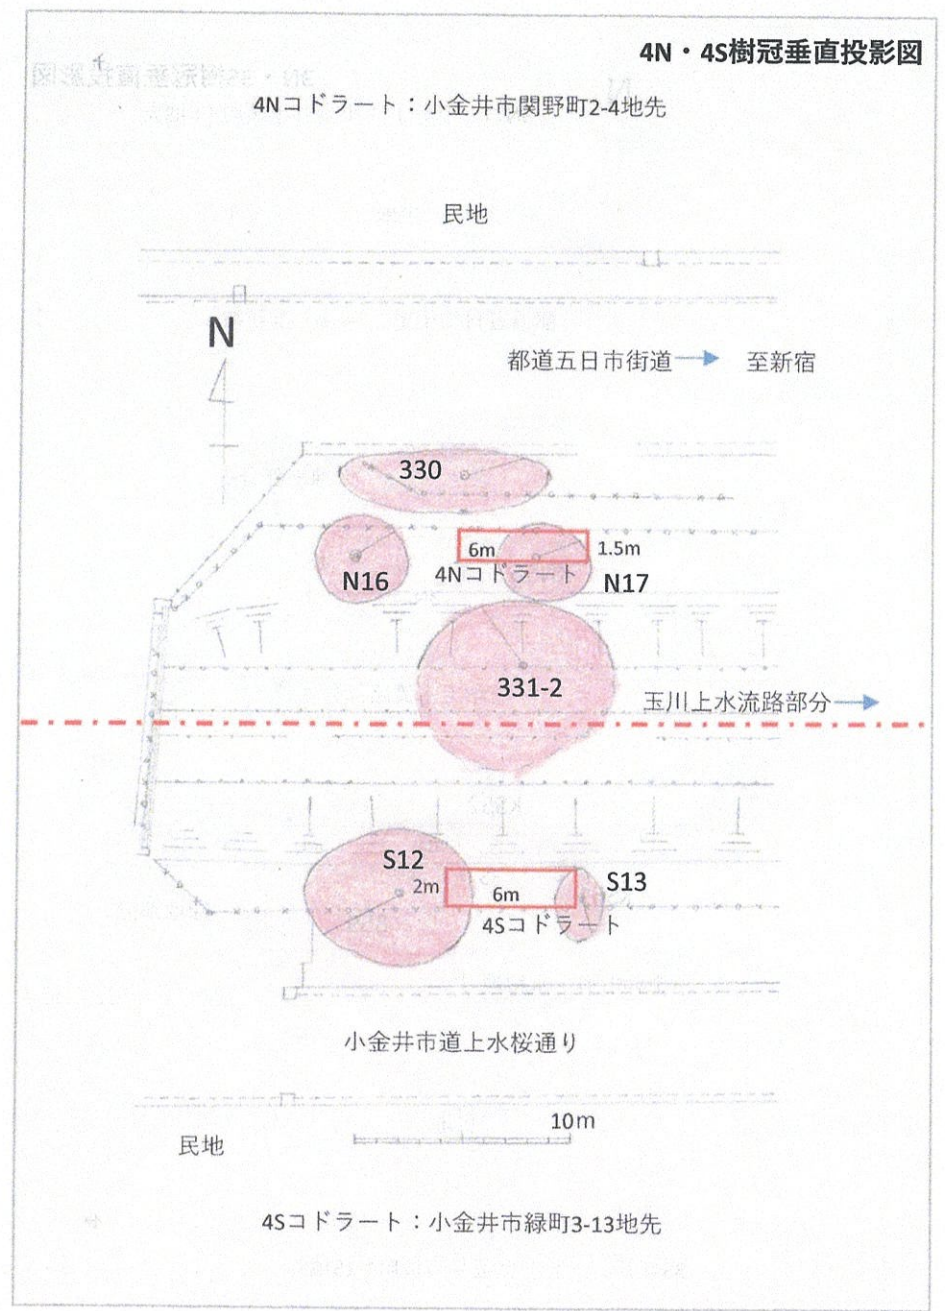 4N・4S樹冠垂直投影図
4Nコドラート：小金井市関野町2-4地先
民地
N
都道五日市街道 至新宿
330
6m
1.5m
4Nコドラート
N16
N17
331-2
玉川上水流路部分
S12
2m
6m
S13
4Sコドラート
小金井市道上水桜通り
10m
民地
4Sコドラート：小金井市緑町3-13地先